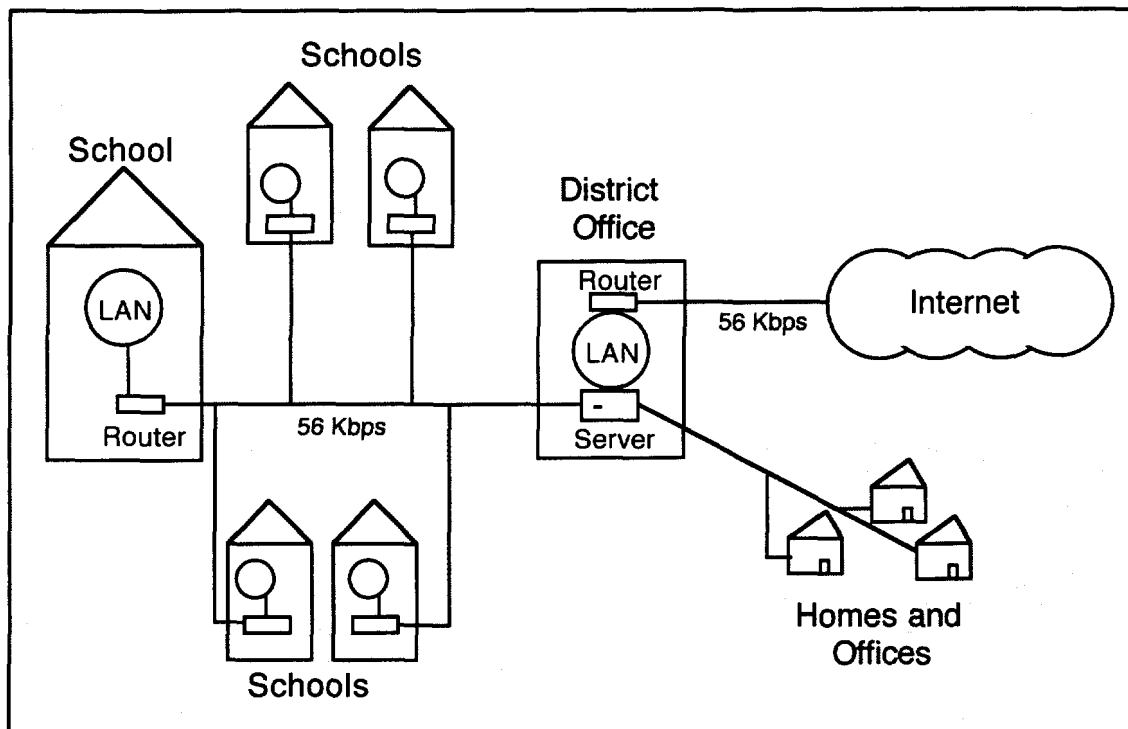 Schools
School
LAN
Router
56 Kbps
Schools
District
Office
Router
LAN
Server
56 Kbps
Internet
Homes and
Offices